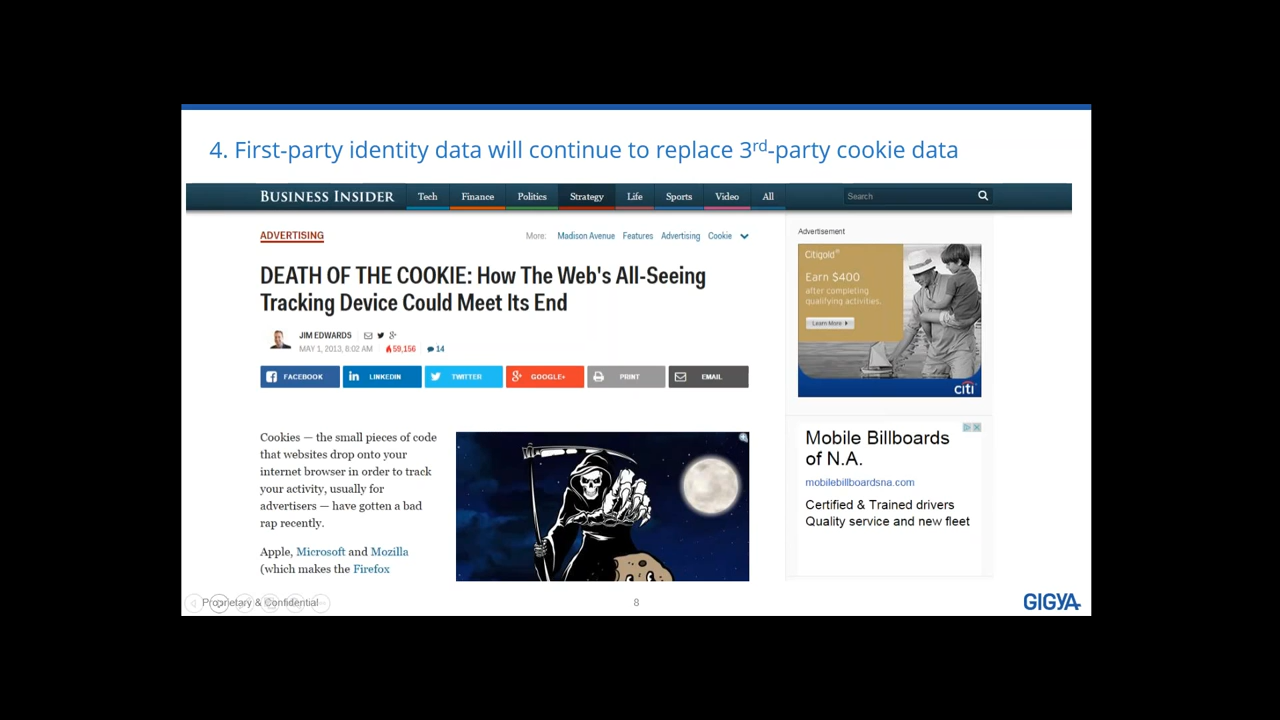 4. First-party identity data will continue to replace 3rd-party cookie data
BUSINESS INSIDER
Tech
Finance
Politics
Strategy
Life
Sports
Video
All
Search
ADVERTISING
More: Madison Avenue Features Advertising Cookie
DEATH OF THE COOKIE: How The Web's All-Seeing
Tracking Device Could Meet Its End
JIM EDWARDS
MAY 1, 2013, 6:02 AM 59,156 14
FACEBOOK
LINKEDIN
TWITTER
GOOGLE+
PRINT
EMAIL
Cookies — the small pieces of code
that websites drop onto your
internet browser in order to track
your activity, usually for
advertisers — have gotten a bad
rap recently.
Apple, Microsoft and Mozilla
(which makes the Firefox
Advertisement
Citigold®
Earn $400
after completing
qualifying activities.
Learn More
citi
Mobile Billboards
of N.A.
mobilebillboardsna.com
Certified & Trained drivers
Quality service and new fleet
Proprietary & Confidential
8
GIGYA